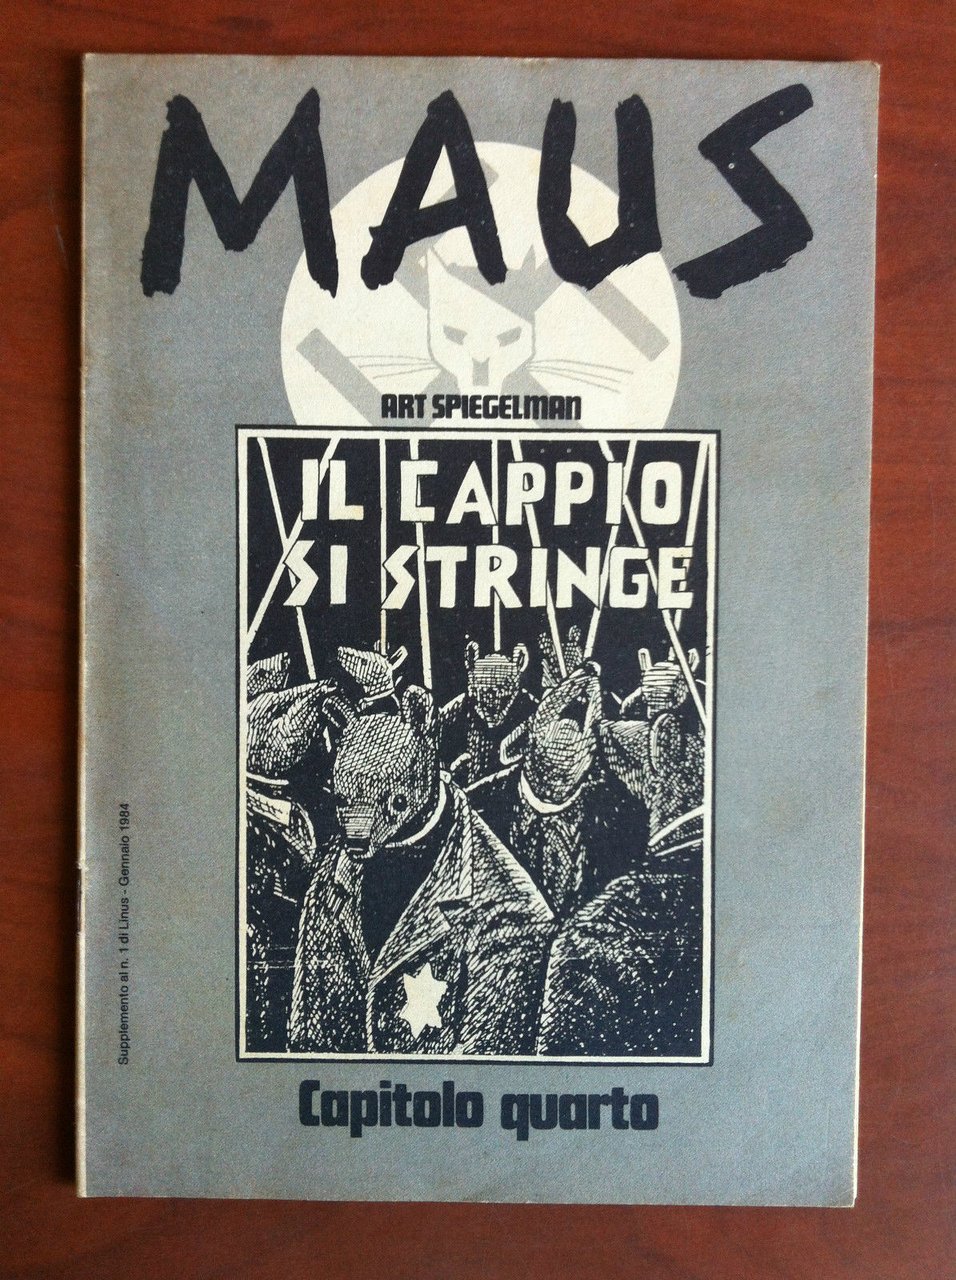 MAUS
ART SPIEGELMAN
IL CAPPIO
SI STRINGE
Capitolo quarto
Supplemento al n. 1 di Linus - Gennaio 1984